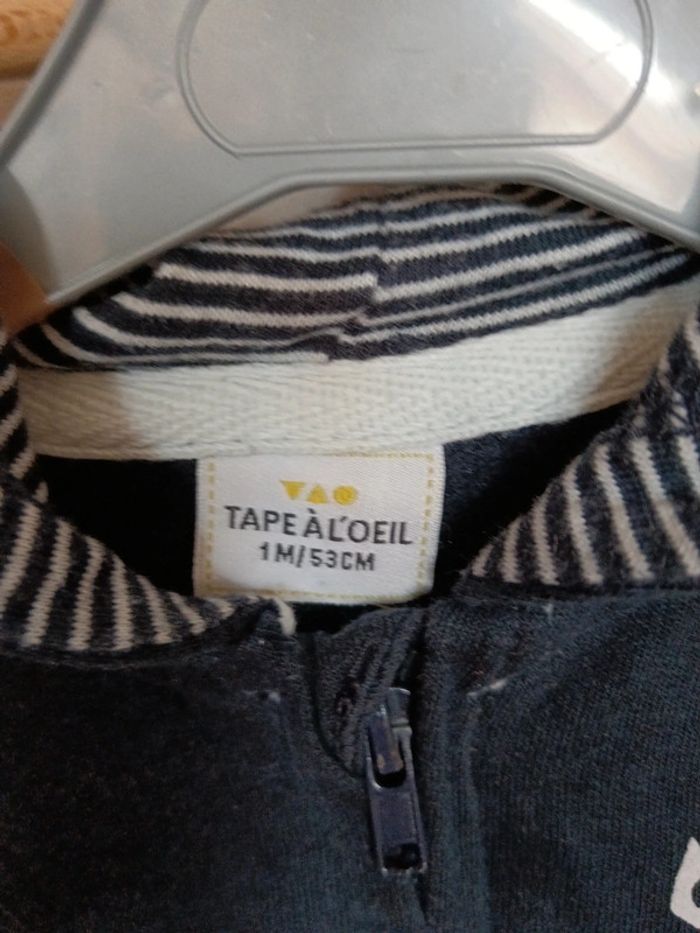 TAO
TAPE À L'OEIL
1M/53CM